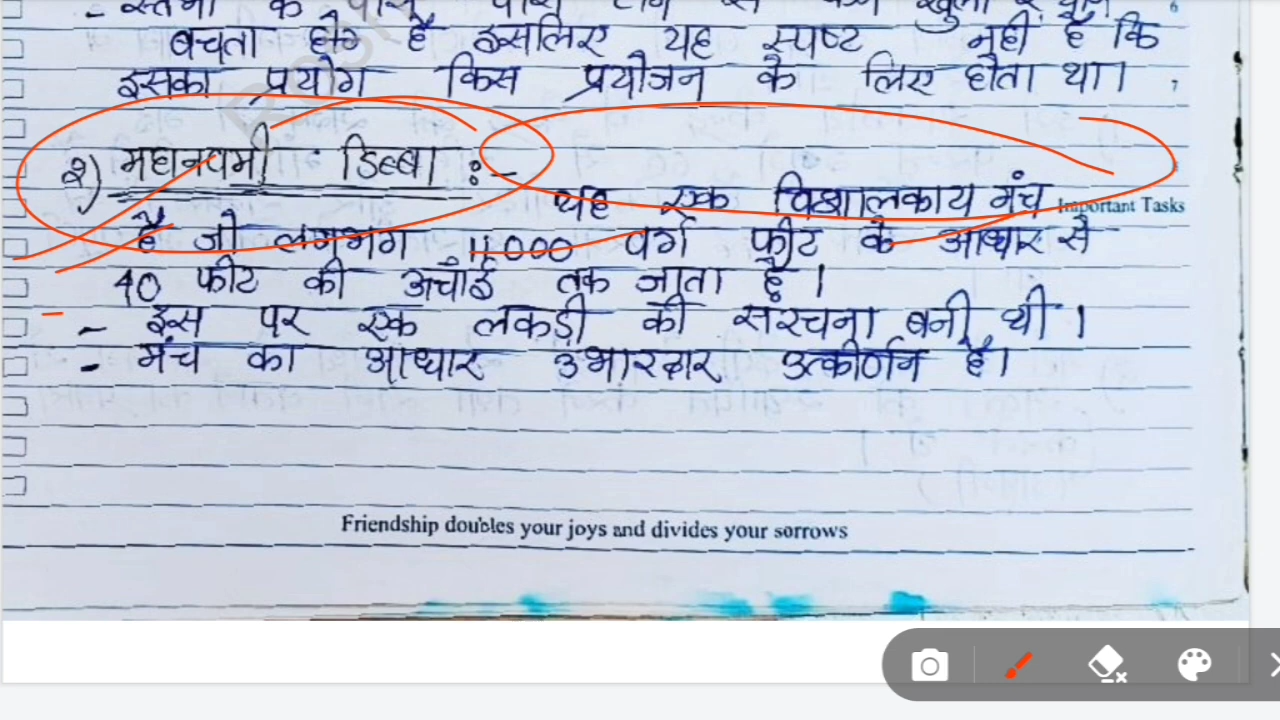 बचता होगे है इसलिए यह स्पष्ट नहीं है कि
इसका प्रयोग किस प्रयोजन के लिए होता था।
२) महानवमी डिब्बा :-
यह एक विशालकाय मंच
Important Tasks
है जो लगभग 11,000 वर्ग फीट के आधार से
40 फीट की ऊचाँई तक जाता है।
- इस पर एक लकड़ी की संरचना बनी थी।
- मंच का आधार उभारदार उत्कीर्णन है।
Friendship doubles your joys and divides your sorrows